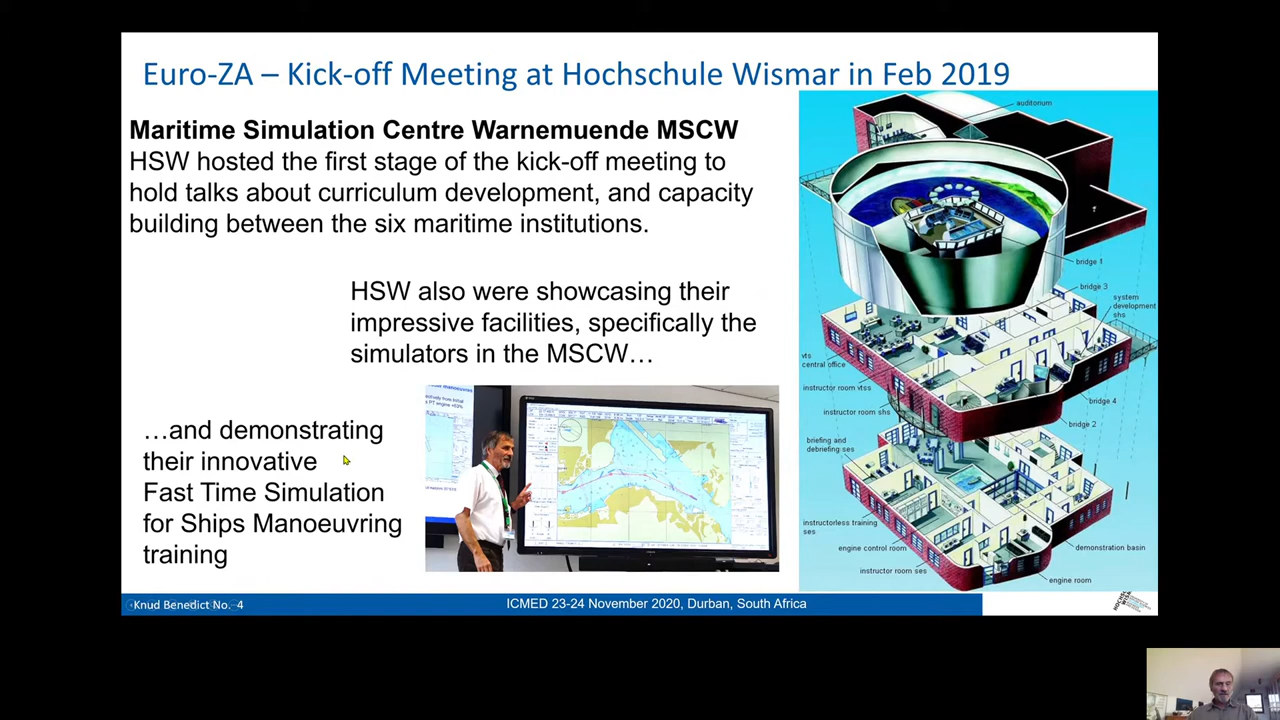 Euro-ZA – Kick-off Meeting at Hochschule Wismar in Feb 2019
Maritime Simulation Centre Warnemuende MSCW
HSW hosted the first stage of the kick-off meeting to
hold talks about curriculum development, and capacity
building between the six maritime institutions.
HSW also were showcasing their
impressive facilities, specifically the
simulators in the MSCW…
…and demonstrating
their innovative
Fast Time Simulation
for Ships Manoeuvring
training
auditorium
bridge 1
bridge 3
system
development
shs
vts
central office
instructor room vtss
instructor room shs
bridge 4
bridge 2
briefing and
debriefing ses
instructorless training
ses
engine control room
instructor room ses
demonstration basin
engine room
Knud Benedict No. 4
ICMED 23-24 November 2020, Durban, South Africa